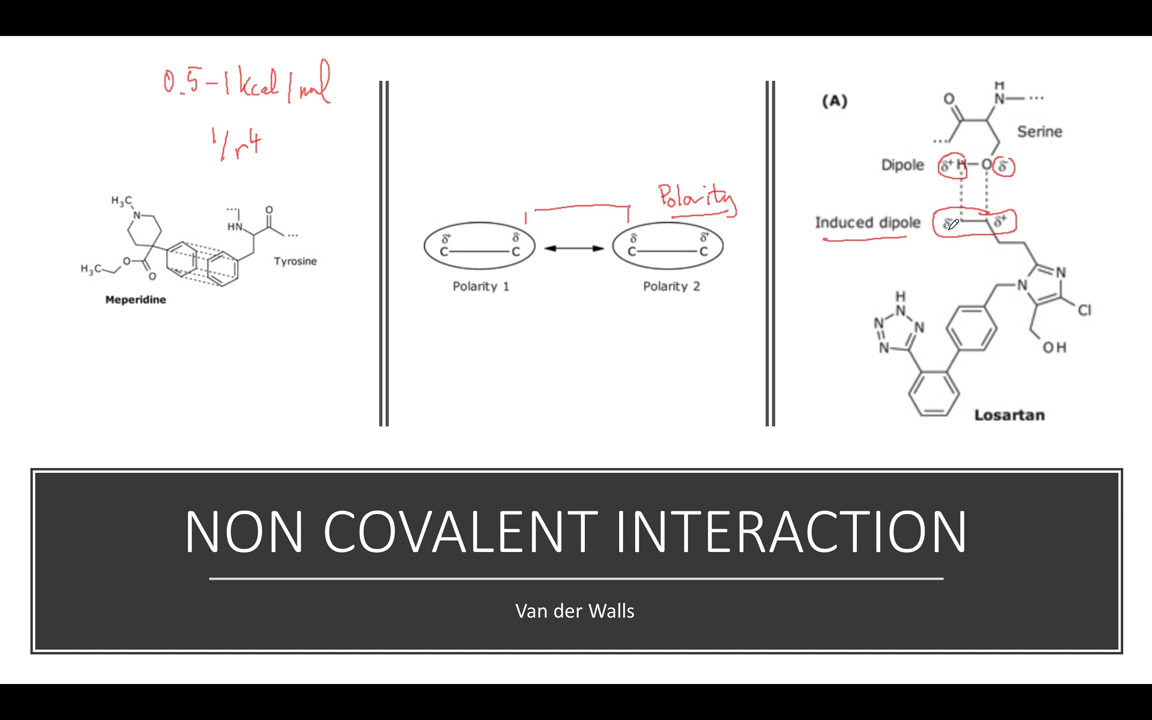 0.5-1 kcal/mol
1/r4
H3C
N
O
H3C
O
Meperidine
...
HN
O
...
Tyrosine
Polarity
δ+ δ-
C C
Polarity 1
δ- δ+
C C
Polarity 2
(A)
O
H
N ...
...
Serine
Dipole δ+ H O δ-
Induced dipole δ+
H
N
N N
N
N
N
Cl
OH
Losartan
NON COVALENT INTERACTION
Van der Walls